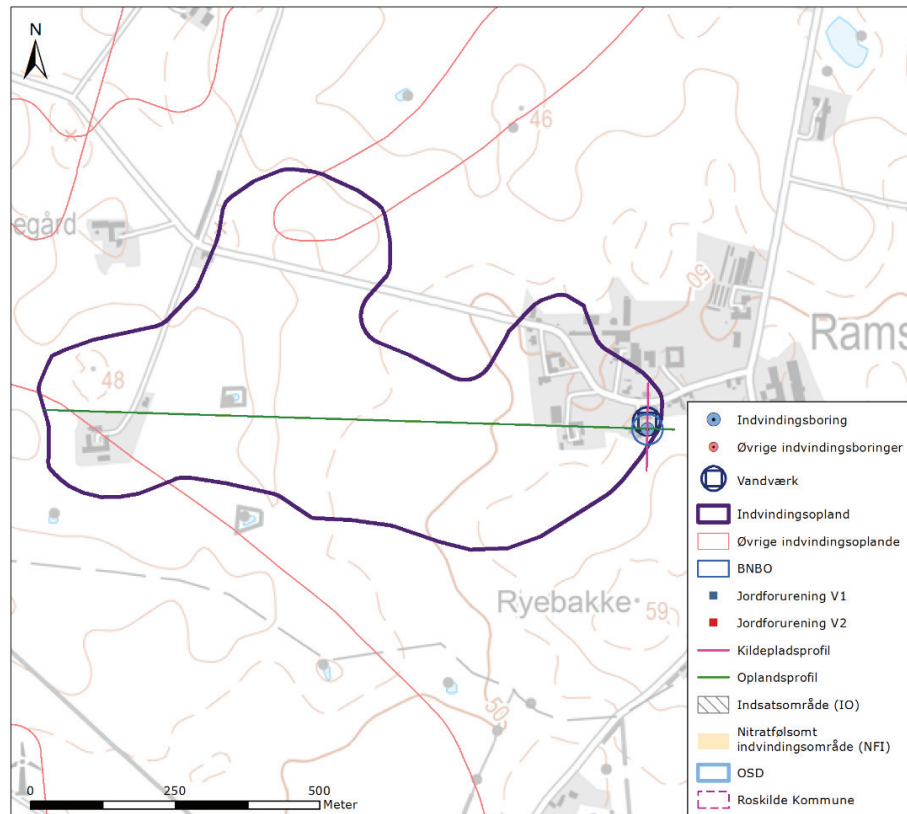 N
46
egård
50
Rams
48
Indvindingsboring
Øvrige indvindingsboringer
Vandværk
Indvindingsopland
Øvrige indvindingsoplande
BNBO
Jordforurening V1
Jordforurening V2
Kildepladsprofil
Oplandsprofil
Indsatsområde (IO)
Nitratfølsomt
indvindingsområde (NFI)
OSD
Roskilde Kommune
Ryebakke
59
50
0 250 500
Meter